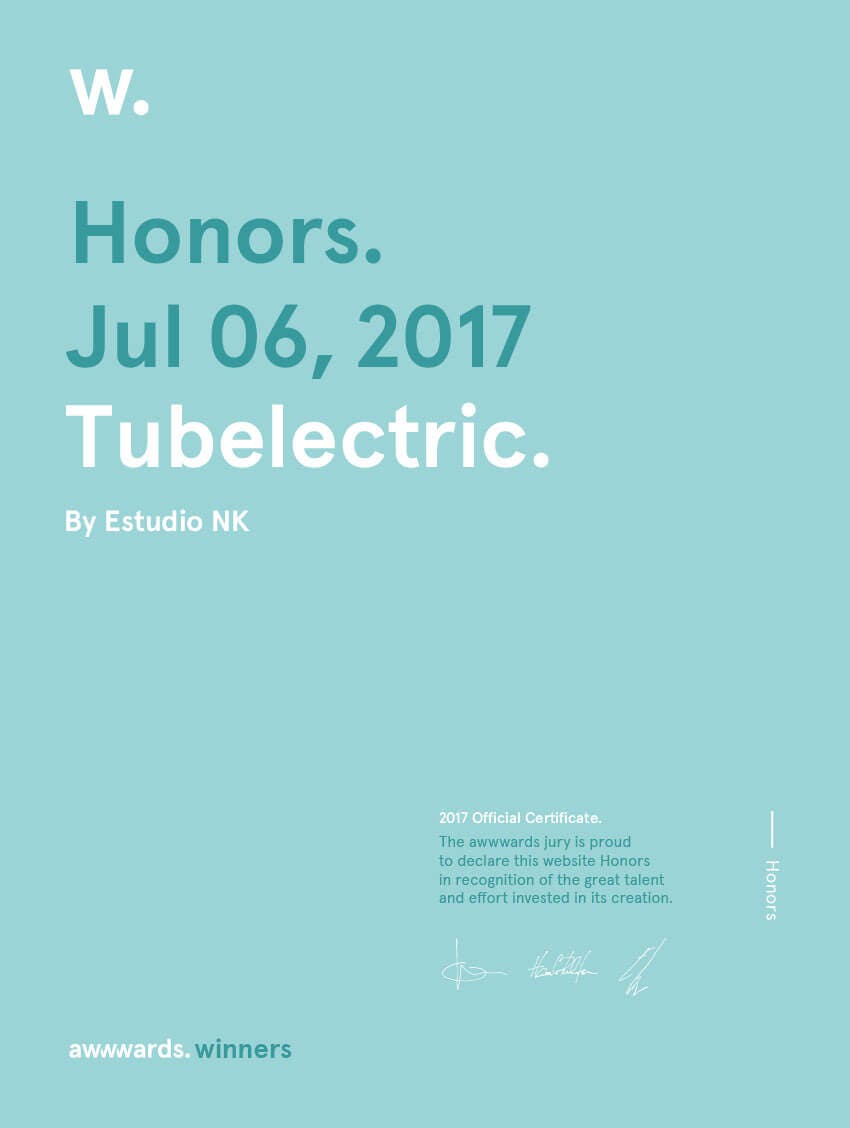 w.
Honors.
Jul 06, 2017
Tubelectric.
By Estudio NK
2017 Official Certificate.
The awwwards jury is proud
to declare this website Honors
in recognition of the great talent
and effort invested in its creation.
Honors
awwwards. winners